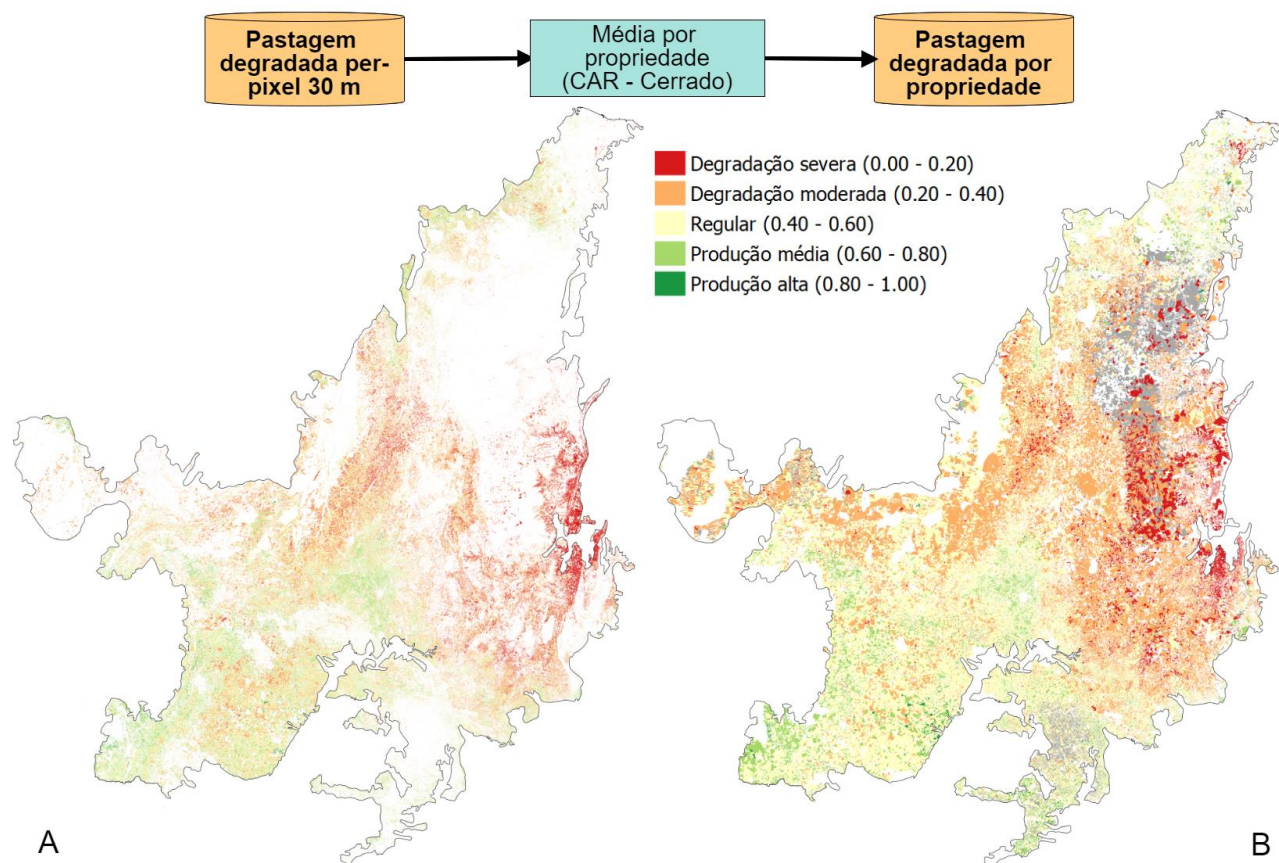 Pastagem
degradada per-
pixel 30 m
Média por
propriedade
(CAR - Cerrado)
Pastagem
degradada por
propriedade
Degradação severa (0.00 - 0.20)
Degradação moderada (0.20 - 0.40)
Regular (0.40 - 0.60)
Produção média (0.60 - 0.80)
Produção alta (0.80 - 1.00)
A
B